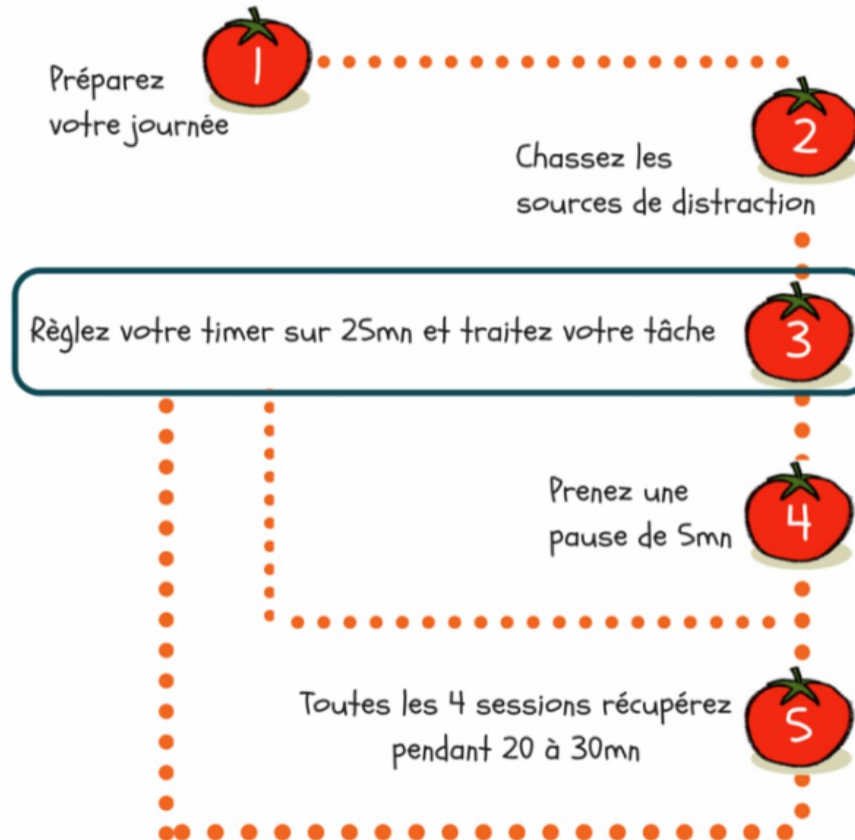 1
Préparez
votre journée
2
Chassez les
sources de distraction
Règlez votre timer sur 25mn et traitez votre tâche
3
Prenez une
pause de 5mn
4
Toutes les 4 sessions récupérez
pendant 20 à 30mn
5